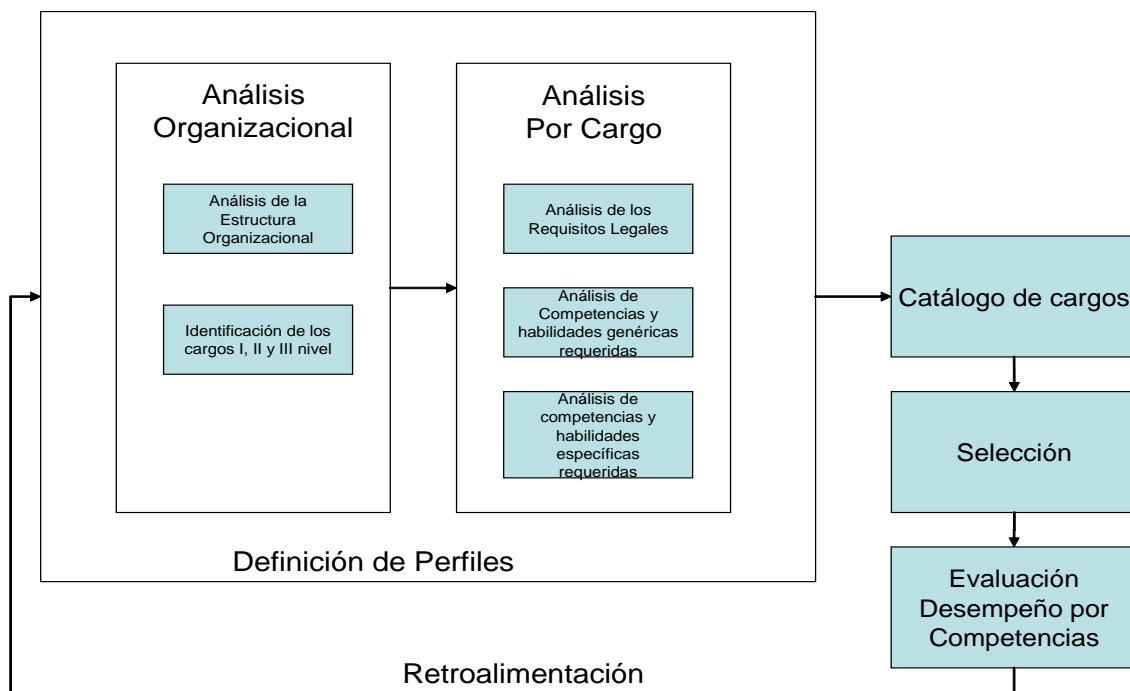 Análisis
Organizacional
Análisis de la
Estructura
Organizacional
Identificación de los
cargos I, II y III nivel
Análisis
Por Cargo
Análisis de los
Requisitos Legales
Análisis de
Competencias y
habilidades genéricas
requeridas
Análisis de
competencias y
habilidades
específicas
requeridas
Definición de Perfiles
Catálogo de cargos
Selección
Evaluación
Desempeño por
Competencias
Retroalimentación